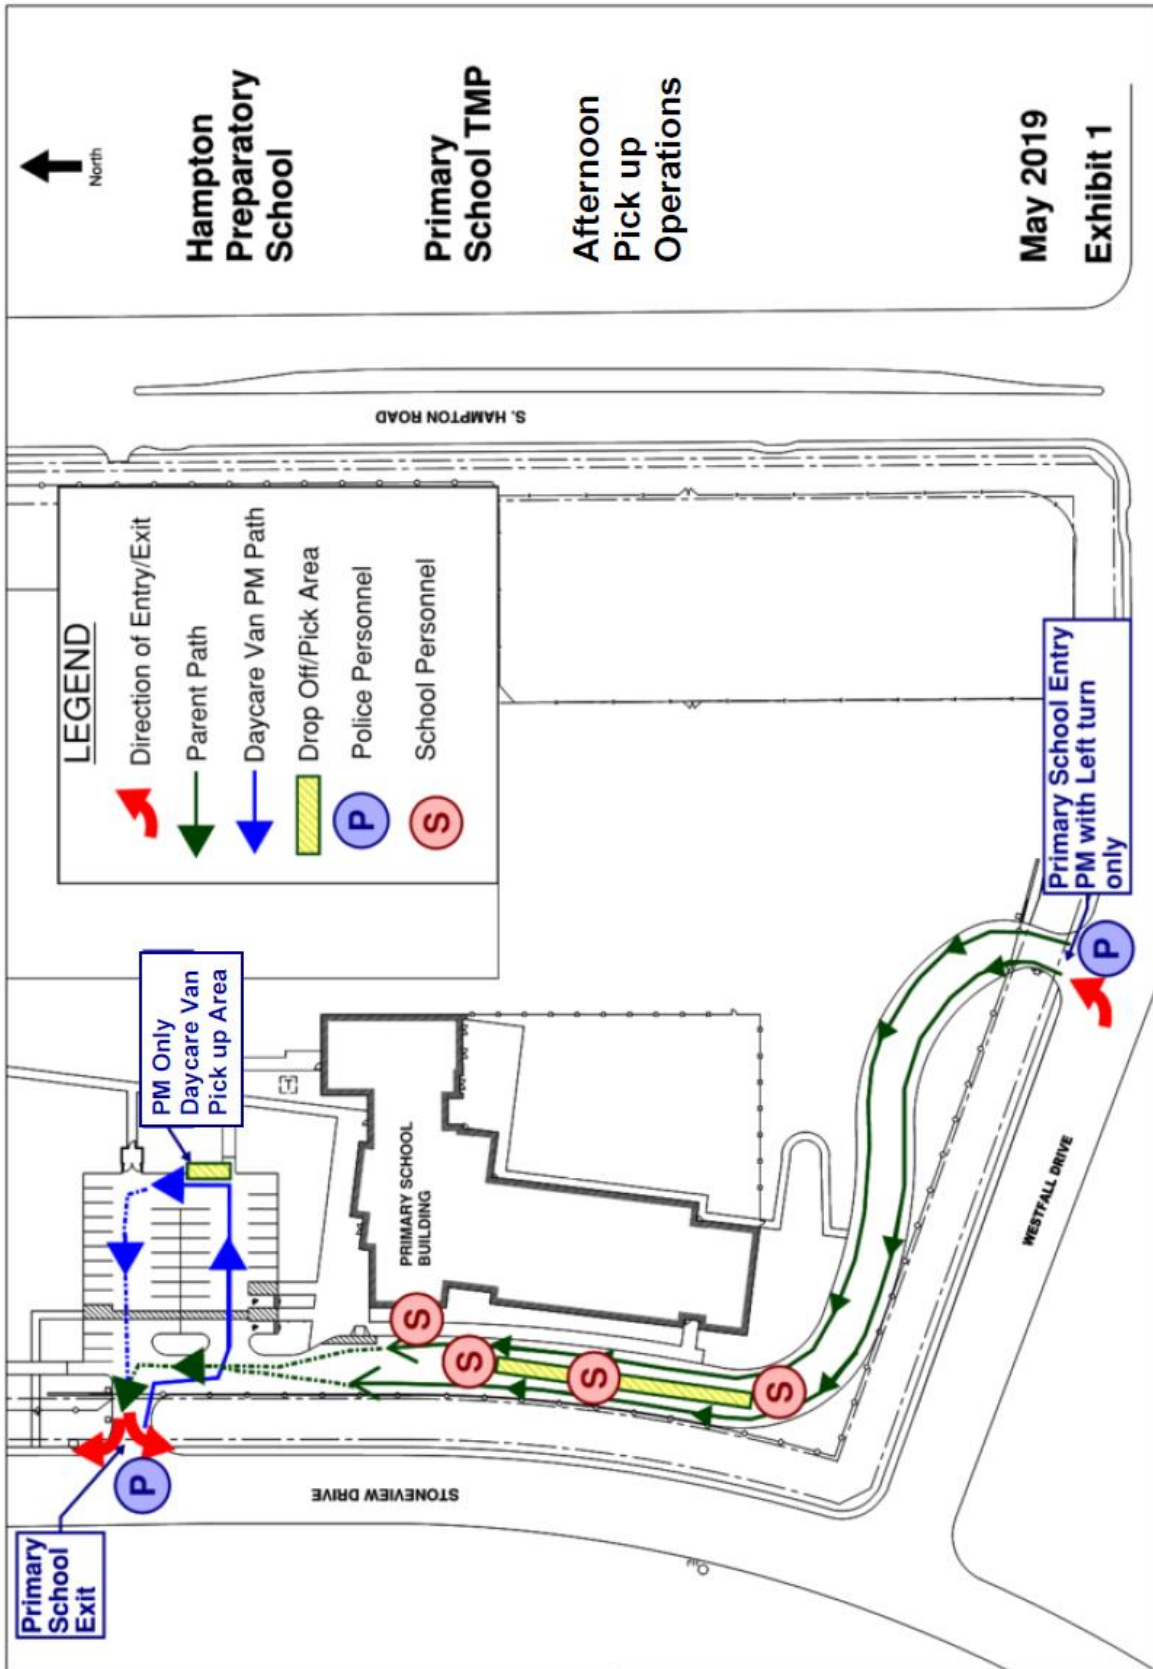 North
Hampton
Preparatory
School
Primary
School TMP
Afternoon
Pick up
Operations
May 2019
Exhibit 1
S. HAMPTON ROAD
LEGEND
Direction of Entry/Exit
Parent Path
Daycare Van PM Path
Drop Off/Pick Area
P
Police Personnel
S
School Personnel
PM Only
Daycare Van
Pick up Area
T
PRIMARY SCHOOL
BUILDING
S
S
S
S
Primary School Entry
PM with Left turn
only
P
WESTFALL DRIVE
STONEVIEW DRIVE
P
Primary
School
Exit